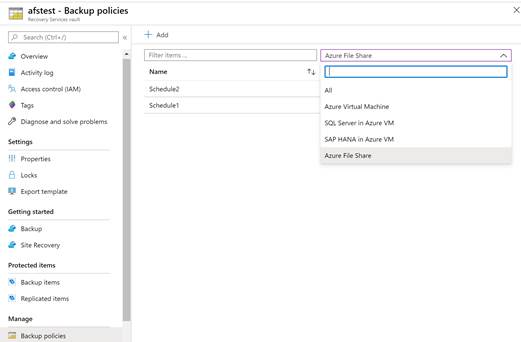 afstest - Backup policies
Recovery Services vault
Search (Ctrl+/)
Overview
Activity log
Access control (IAM)
Tags
Diagnose and solve problems
Settings
Properties
Locks
Export template
Getting started
Backup
Site Recovery
Protected items
Backup items
Replicated items
Manage
Backup policies
Add
Filter items ...
Azure File Share
Name
Schedule2
Schedule1
All
Azure Virtual Machine
SQL Server in Azure VM
SAP HANA in Azure VM
Azure File Share